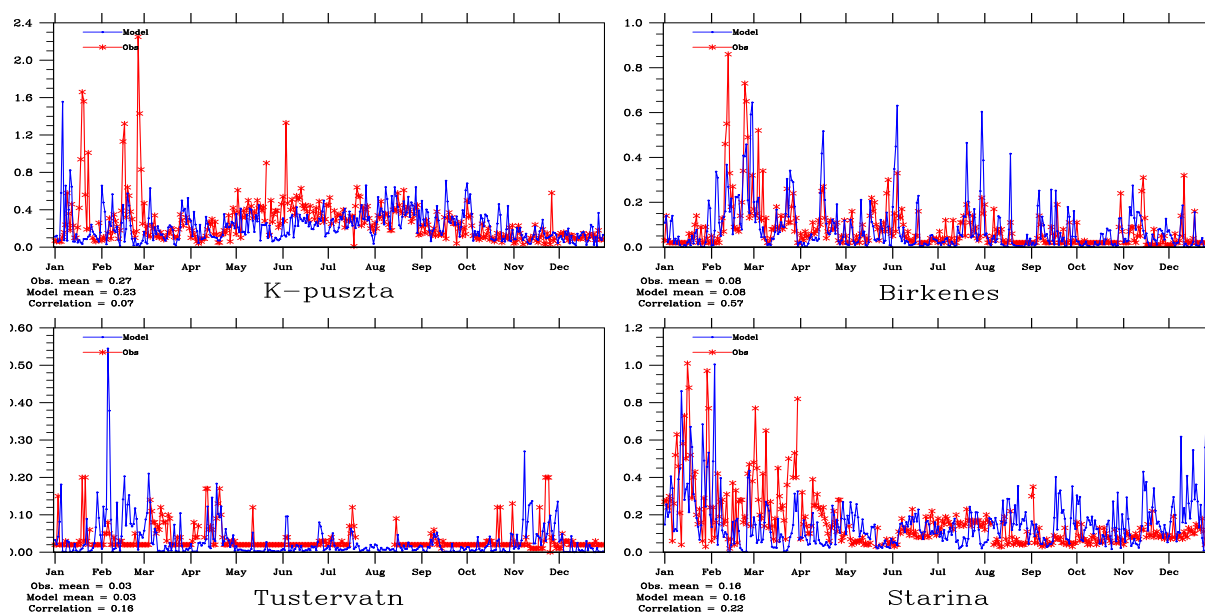 2.4
2.0
1.6
1.2
0.8
0.4
0.0
Model
Obs
Jan Feb Mar Apr May Jun Jul Aug Sep Oct Nov Dec
Obs. mean = 0.27
Model mean = 0.23
Correlation = 0.07
K-puszta
1.0
0.8
0.6
0.4
0.2
0.0
Model
Obs
Jan Feb Mar Apr May Jun Jul Aug Sep Oct Nov Dec
Obs. mean = 0.08
Model mean = 0.08
Correlation = 0.57
Birkenes
0.60
0.50
0.40
0.30
0.20
0.10
0.00
Model
Obs
Jan Feb Mar Apr May Jun Jul Aug Sep Oct Nov Dec
Obs. mean = 0.03
Model mean = 0.03
Correlation = 0.16
Tustervatn
1.2
1.0
0.8
0.6
0.4
0.2
0.0
Model
Obs
Jan Feb Mar Apr May Jun Jul Aug Sep Oct Nov Dec
Obs. mean = 0.16
Model mean = 0.16
Correlation = 0.22
Starina